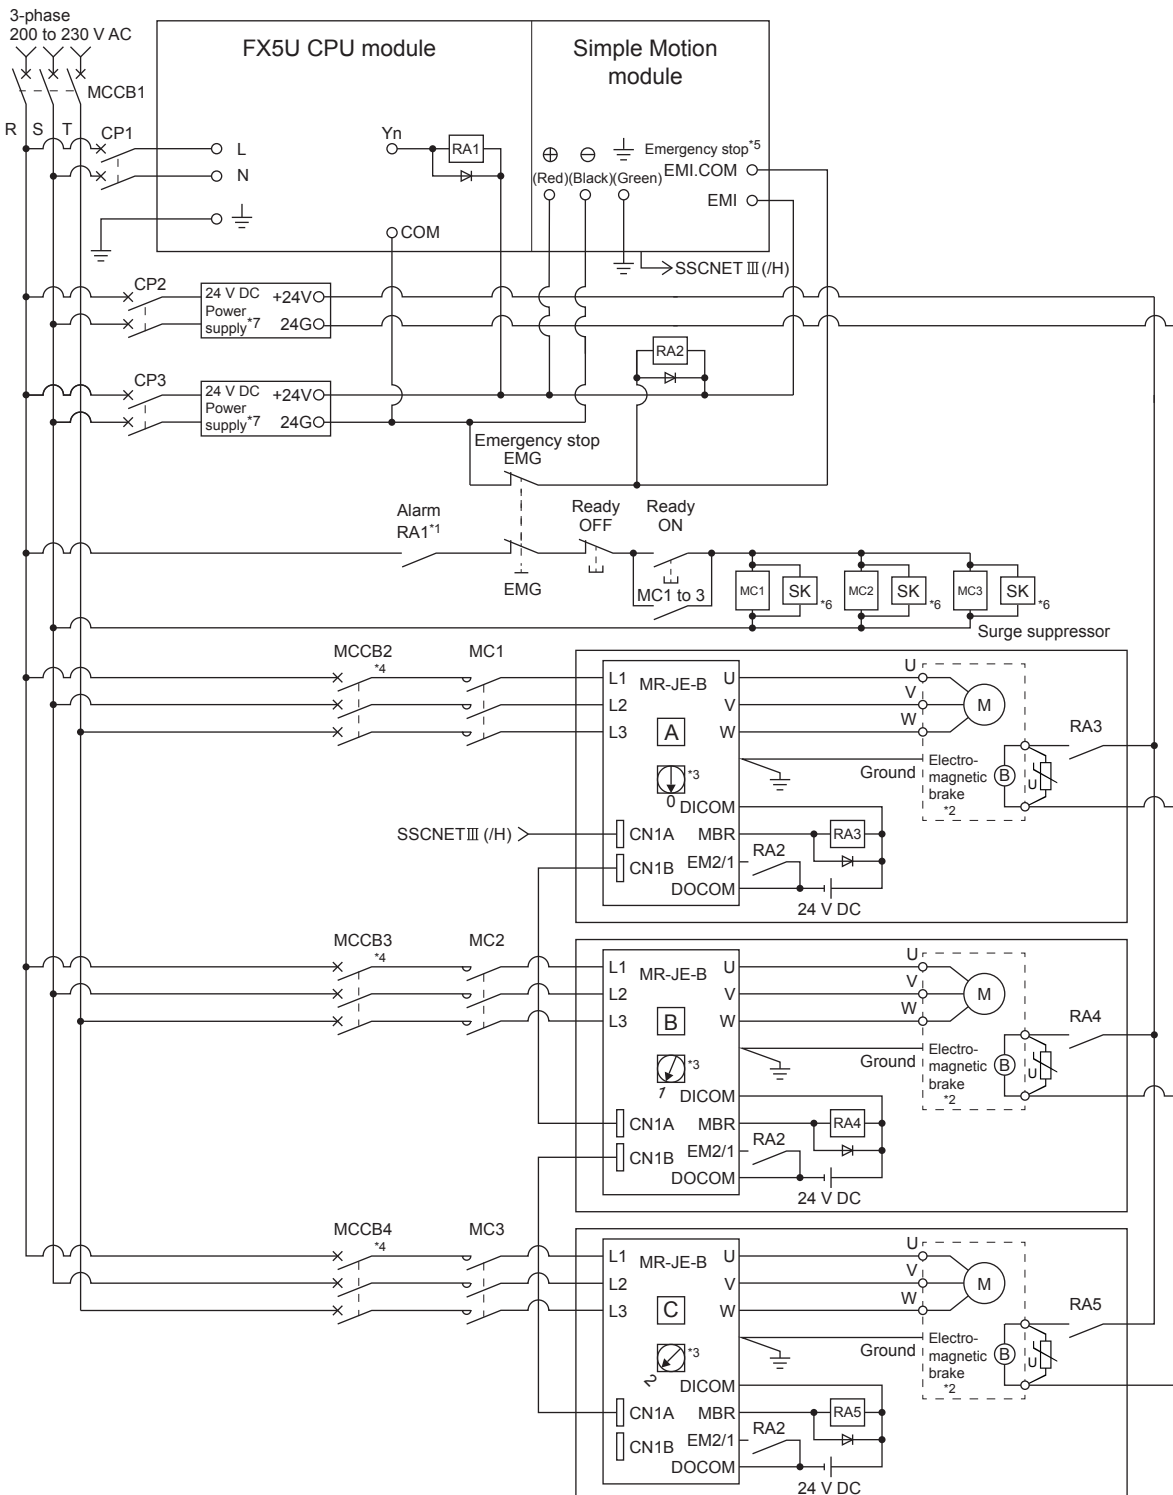 3-phase
200 to 230 V AC
MCCB1
R S T CP1
FX5U CPU module
Simple Motion
module
L
N
Yn
RA1
COM
⊕ ⊖
(Red)(Black)(Green)
Emergency stop*5
EMI.COM
EMI
SSCNET Ⅲ (/H)
CP2
24 V DC
Power
supply*7
+24V
24G
RA2
CP3
24 V DC
Power
supply*7
+24V
24G
Emergency stop
EMG
Alarm
RA1*1
EMG
Ready
OFF
Ready
ON
MC1 to 3
MC1 SK *6
MC2 SK *6
MC3 SK *6
Surge suppressor
MCCB2
*4
MC1
L1 MR-JE-B U
L2 V
L3 A W
*3
0
DICOM
CN1A MBR
CN1B EM2/1
DOCOM
SSCNET Ⅲ (/H)
U
V
W
M
Ground
Electro-
magnetic
brake
*2
B
U
RA3
RA3
RA2
24 V DC
MCCB3
*4
MC2
L1 MR-JE-B U
L2 V
L3 B W
*3
1
DICOM
CN1A MBR
CN1B EM2/1
DOCOM
U
V
W
M
Ground
Electro-
magnetic
brake
*2
B
U
RA4
RA4
RA2
24 V DC
MCCB4
*4
MC3
L1 MR-JE-B U
L2 V
L3 C W
*3
2
DICOM
CN1A MBR
CN1B EM2/1
DOCOM
U
V
W
M
Ground
Electro-
magnetic
brake
*2
B
U
RA5
RA5
RA2
24 V DC